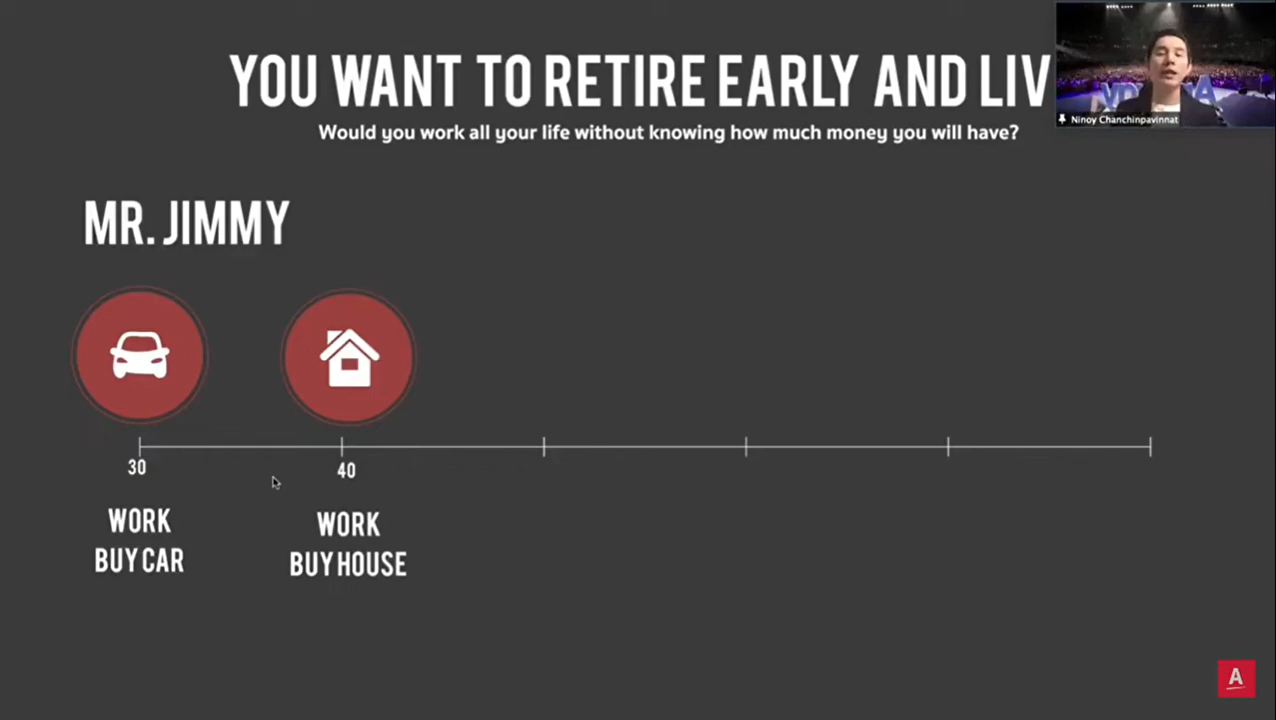 YOU WANT TO RETIRE EARLY AND LIV
Would you work all your life without knowing how much money you will have?
Ninoy Chanchinpavinnat
MR. JIMMY
30
40
WORK
BUY CAR
WORK
BUY HOUSE
A